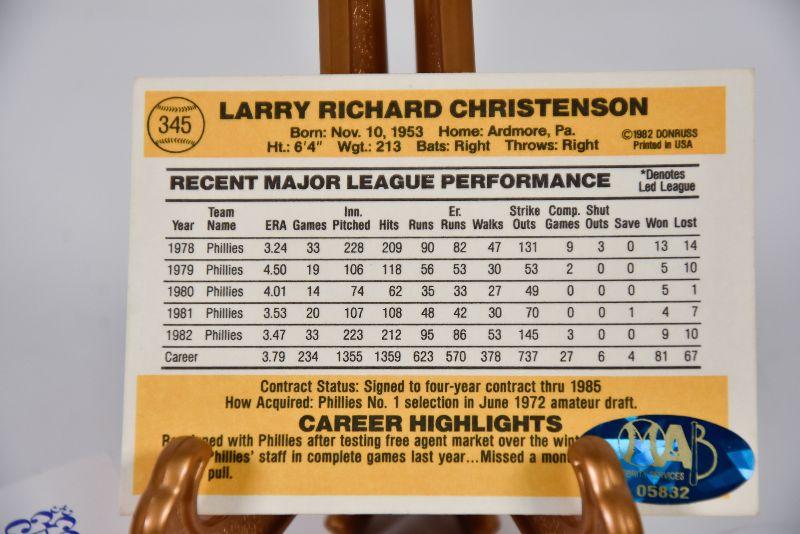 345
LARRY RICHARD CHRISTENSON
Born: Nov. 10, 1953 Home: Ardmore, Pa.
Ht.: 6'4" Wgt.: 213 Bats: Right Throws: Right
©1982 DONRUSS
Printed in USA
RECENT MAJOR LEAGUE PERFORMANCE
*Denotes
Led League
Year Team Name ERA Games Inn. Pitched Hits Runs Er. Runs Walks Strike Outs Comp. Games Shut Outs Save Won Lost
1978 Phillies 3.24 33 228 209 90 82 47 131 9 3 0 13 14
1979 Phillies 4.50 19 106 118 56 53 30 53 2 0 0 5 10
1980 Phillies 4.01 14 74 62 35 33 27 49 0 0 0 5 1
1981 Phillies 3.53 20 107 108 48 42 30 70 0 0 1 4 7
1982 Phillies 3.47 33 223 212 95 86 53 145 3 0 0 9 10
Career 3.79 234 1355 1359 623 570 378 737 27 6 4 81 67
Contract Status: Signed to four-year contract thru 1985
How Acquired: Phillies No. 1 selection in June 1972 amateur draft.
CAREER HIGHLIGHTS
with Phillies after testing free agent market over the
Phillies' staff in complete games last year...Missed a
pull.
MAB
SERVICES
05832